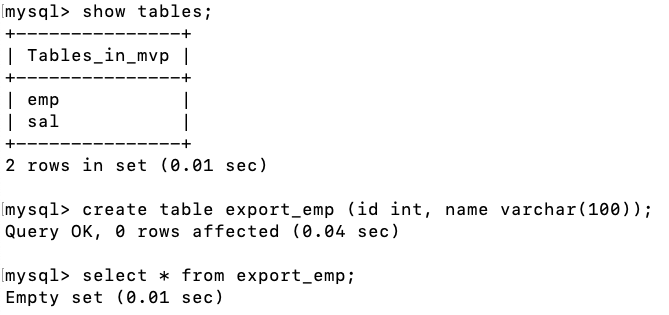 mysql> show tables;
+---------------+
| Tables_in_mvp |
+---------------+
| emp           |
| sal           |
+---------------+
2 rows in set (0.01 sec)
mysql> create table export_emp (id int, name varchar(100));
Query OK, 0 rows affected (0.04 sec)
mysql> select * from export_emp;
Empty set (0.01 sec)